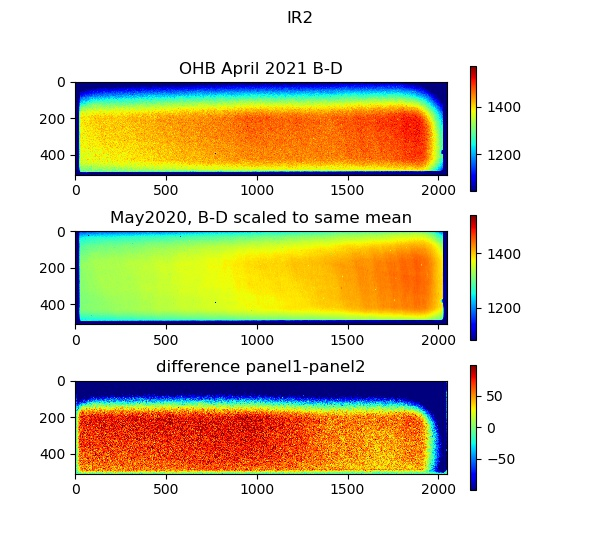 IR2
OHB April 2021 B-D
0
200
400
0 500 1000 1500 2000
1400
1200
May2020, B-D scaled to same mean
0
200
400
0 500 1000 1500 2000
1400
1200
difference panel1-panel2
0
200
400
0 500 1000 1500 2000
50
0
−50